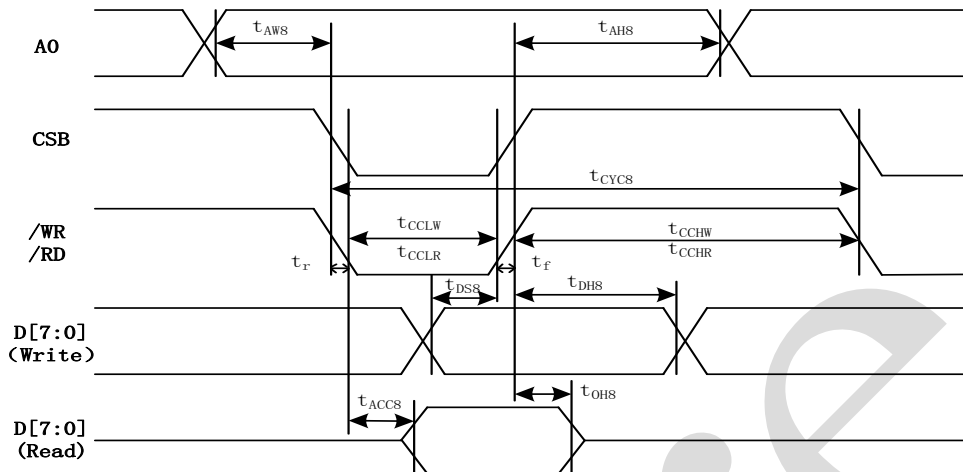 A0
tAW8
tAH8
CSB
tCYC8
/WR
/RD
tCCLW
tCCLR
tCCHW
tCCHR
tr
tf
tDS8
tDH8
D[7:0]
(Write)
tACC8
tOH8
D[7:0]
(Read)